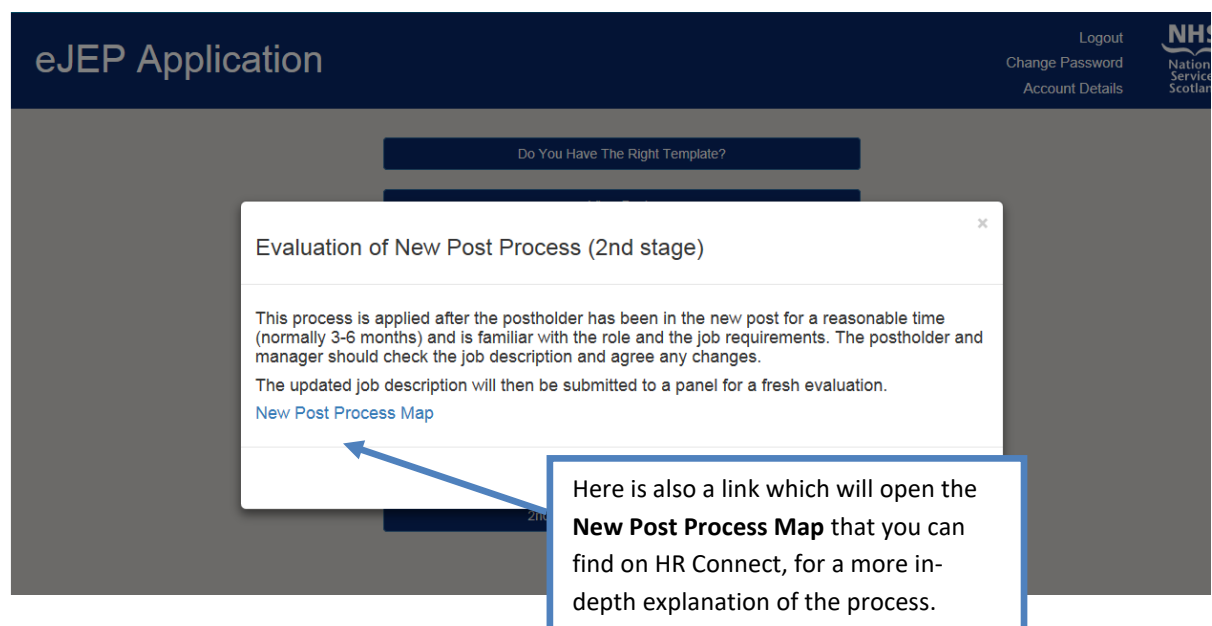 eJEP Application
Logout
Change Password
Account Details
NHS
Do You Have The Right Template?
×
Evaluation of New Post Process (2nd stage)
This process is applied after the postholder has been in the new post for a reasonable time
(normally 3-6 months) and is familiar with the role and the job requirements. The postholder and
manager should check the job description and agree any changes.
The updated job description will then be submitted to a panel for a fresh evaluation.
New Post Process Map
Here is also a link which will open the
New Post Process Map that you can
find on HR Connect, for a more in-
depth explanation of the process.